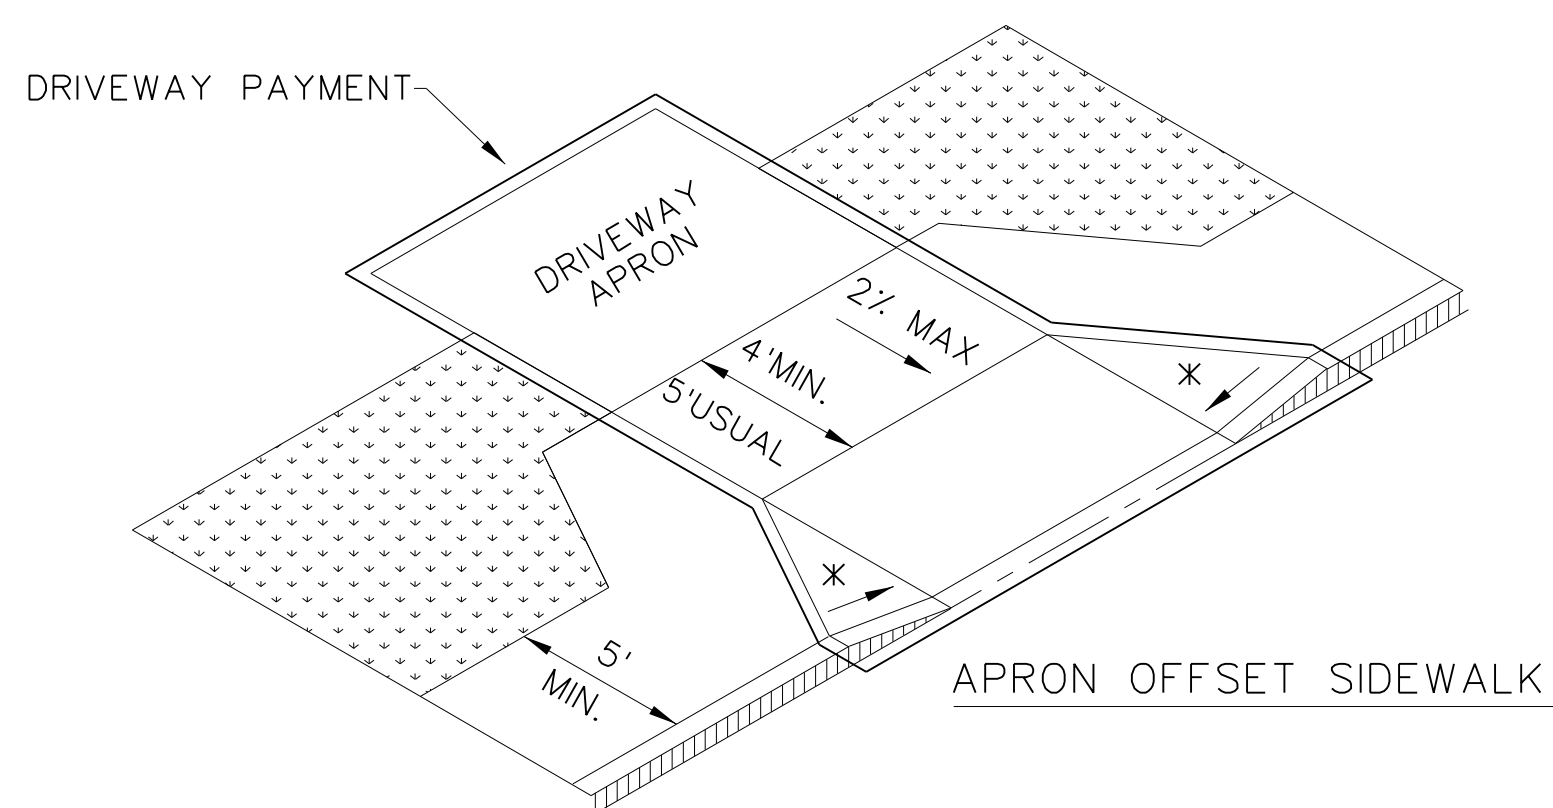 DRIVEWAY PAYMENT
DRIVEWAY
APRON
2% MAX
4'MIN.
5'USUAL
*
*
5'
MIN.
APRON OFFSET SIDEWALK